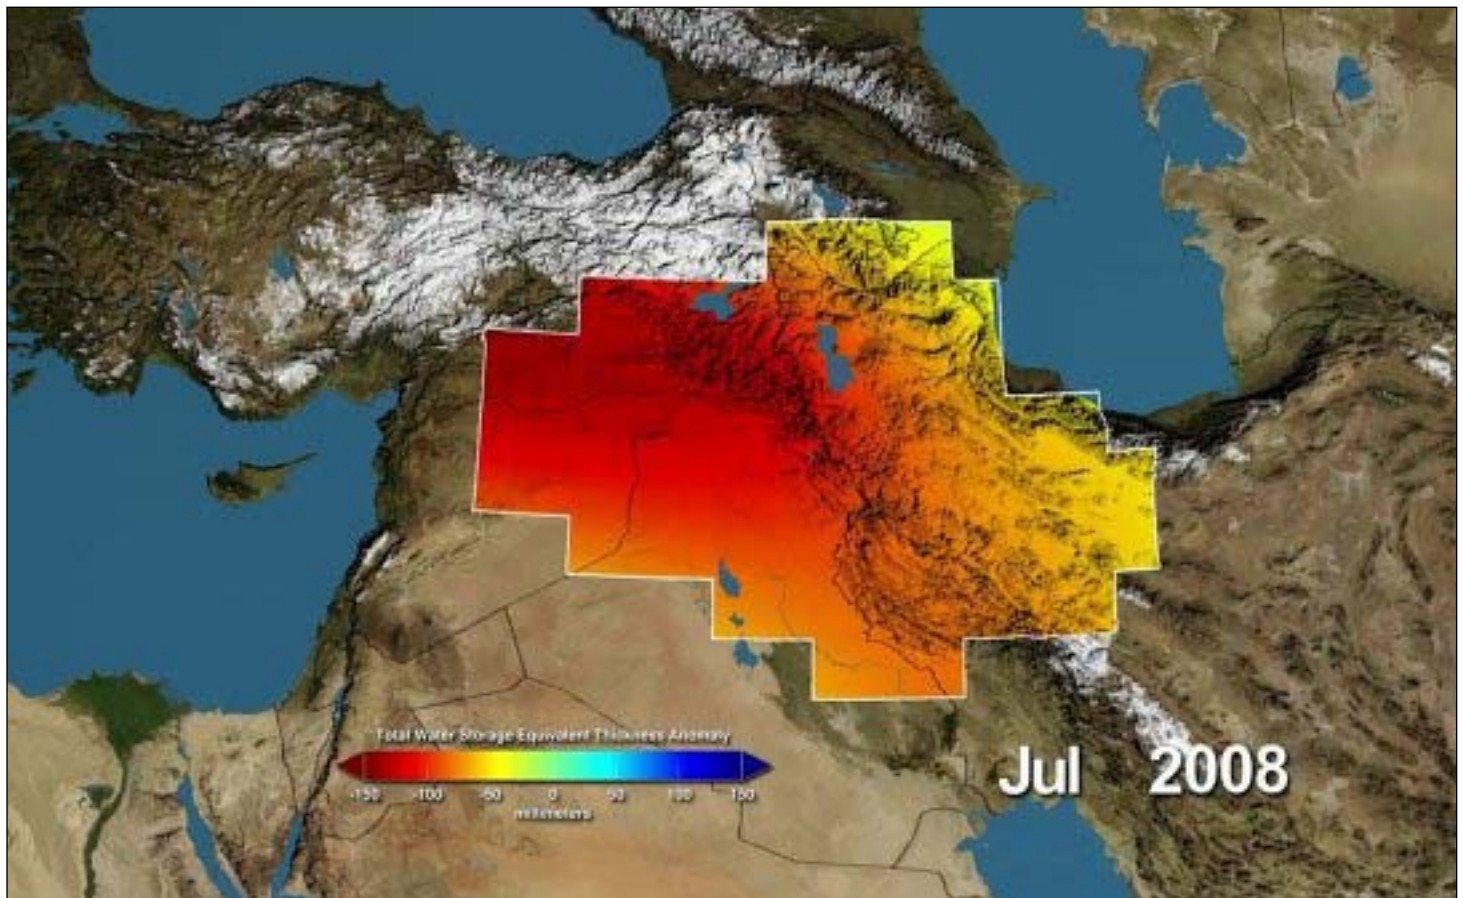 Total Water Storage Equivalent Thickness Anomaly
-150 -100 -50 0 50 100 150
millimeters
Jul 2008